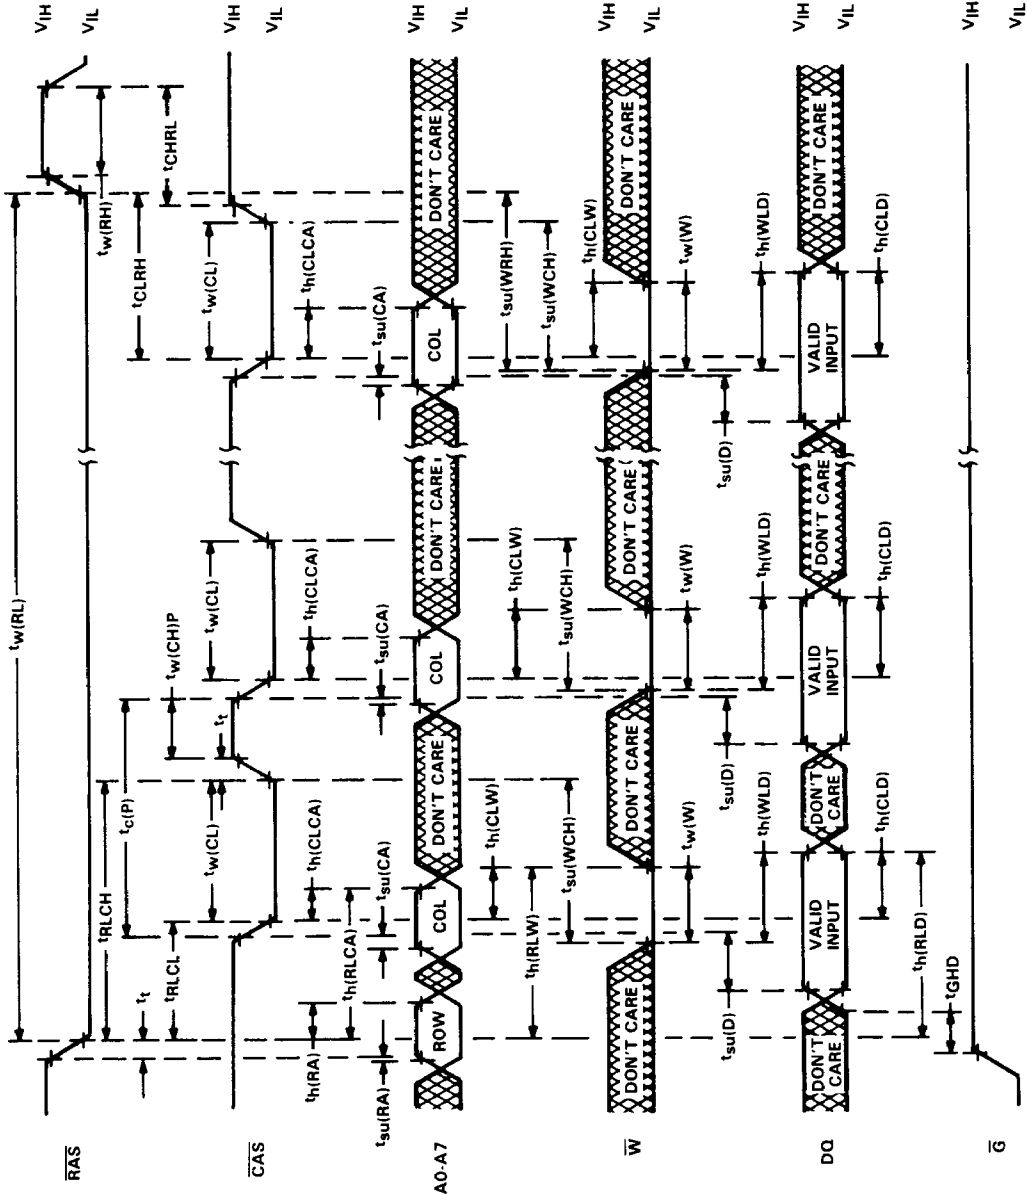 RAS
VIH
VIL
tw(RL)
tt
tRLCL
tRLCH
tc(P)
tw(CH)P
tCLRH
tw(RH)
tCHRL
CAS
VIH
VIL
tw(CL)
tt
tw(CL)
tw(CL)
th(RA)
tsu(RA)
th(RLCA)
th(CLCA)
tsu(CA)
th(CLCA)
tsu(CA)
th(CLCA)
tsu(CA)
A0-A7
ROW
COL
DON'T CARE
COL
DON'T CARE
COL
DON'T CARE
VIH
VIL
th(RLW)
th(CLW)
tsu(WCH)
th(CLW)
tsu(WCH)
tsu(WRH)
tsu(WCH)
th(CLW)
W
DON'T CARE
DON'T CARE
DON'T CARE
DON'T CARE
VIH
VIL
tw(W)
tw(W)
tw(W)
tsu(D)
th(WLD)
tsu(D)
th(WLD)
tsu(D)
th(WLD)
DQ
DON'T
CARE
VALID
INPUT
DON'T
CARE
VALID
INPUT
DON'T CARE
VALID
INPUT
DON'T CARE
VIH
VIL
th(CLD)
th(CLD)
th(CLD)
th(RLD)
tGHD
G
VIH
VIL